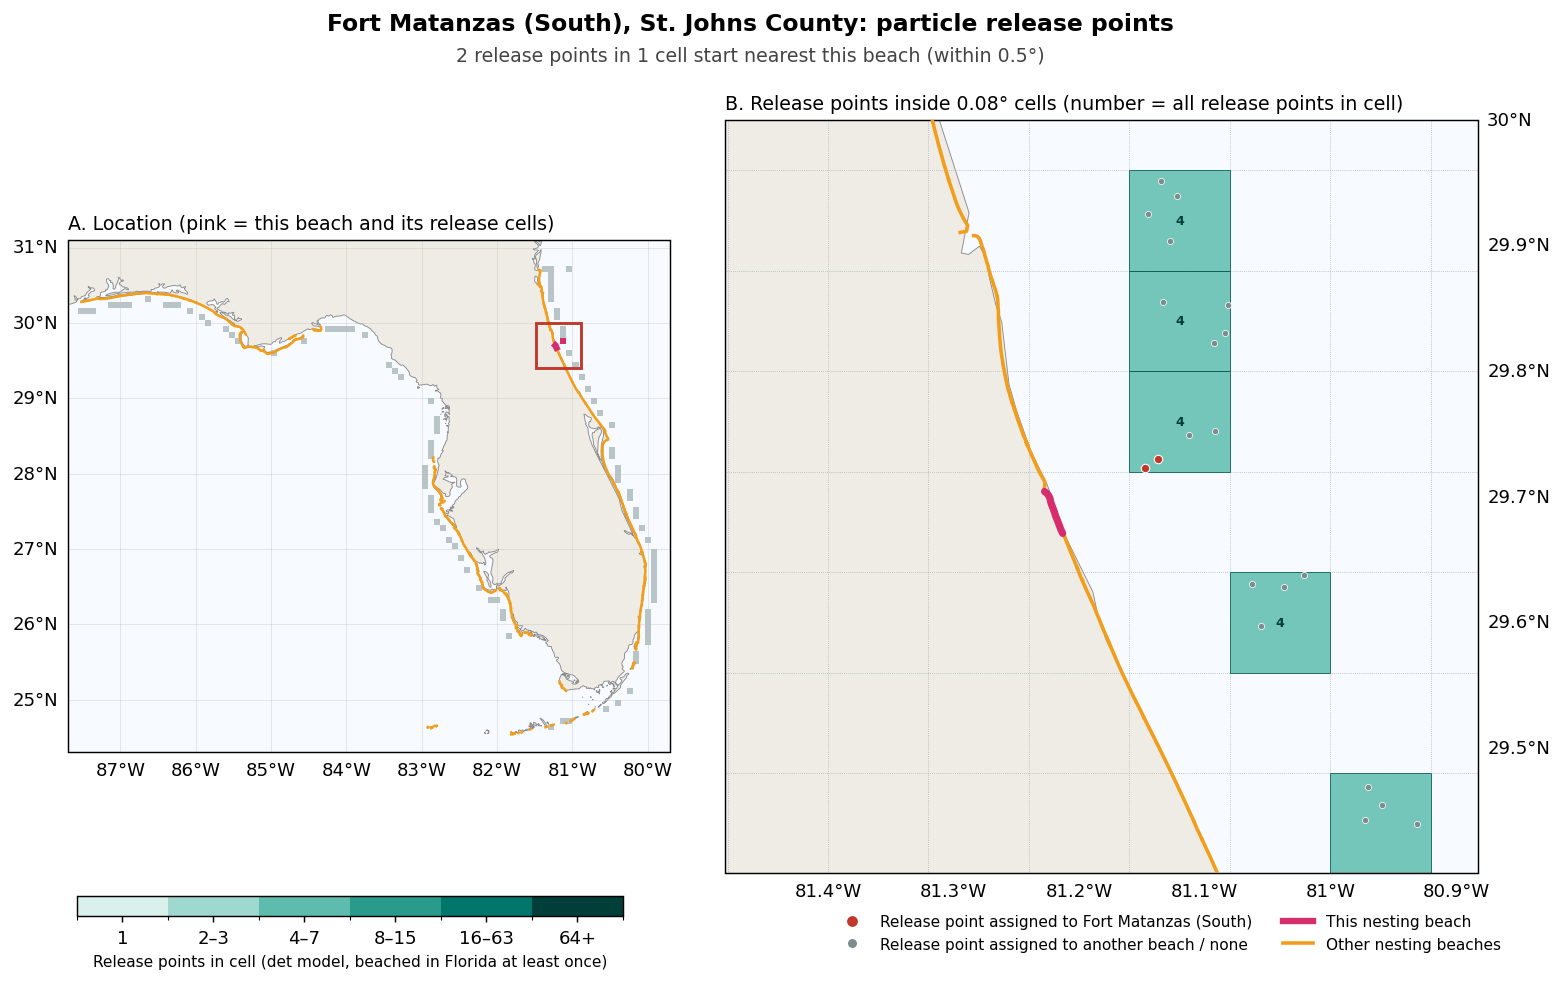 Fort Matanzas (South), St. Johns County: particle release points
2 release points in 1 cell start nearest this beach (within 0.5°)
A. Location (pink = this beach and its release cells)
31°N
30°N
29°N
28°N
27°N
26°N
25°N
87°W 86°W 85°W 84°W 83°W 82°W 81°W 80°W
B. Release points inside 0.08° cells (number = all release points in cell)
30°N
29.9°N
29.8°N
29.7°N
29.6°N
29.5°N
4
4
4
4
81.4°W 81.3°W 81.2°W 81.1°W 81°W 80.9°W
1 2–3 4–7 8–15 16–63 64+
Release points in cell (det model, beached in Florida at least once)
Release point assigned to Fort Matanzas (South)
Release point assigned to another beach / none
This nesting beach
Other nesting beaches